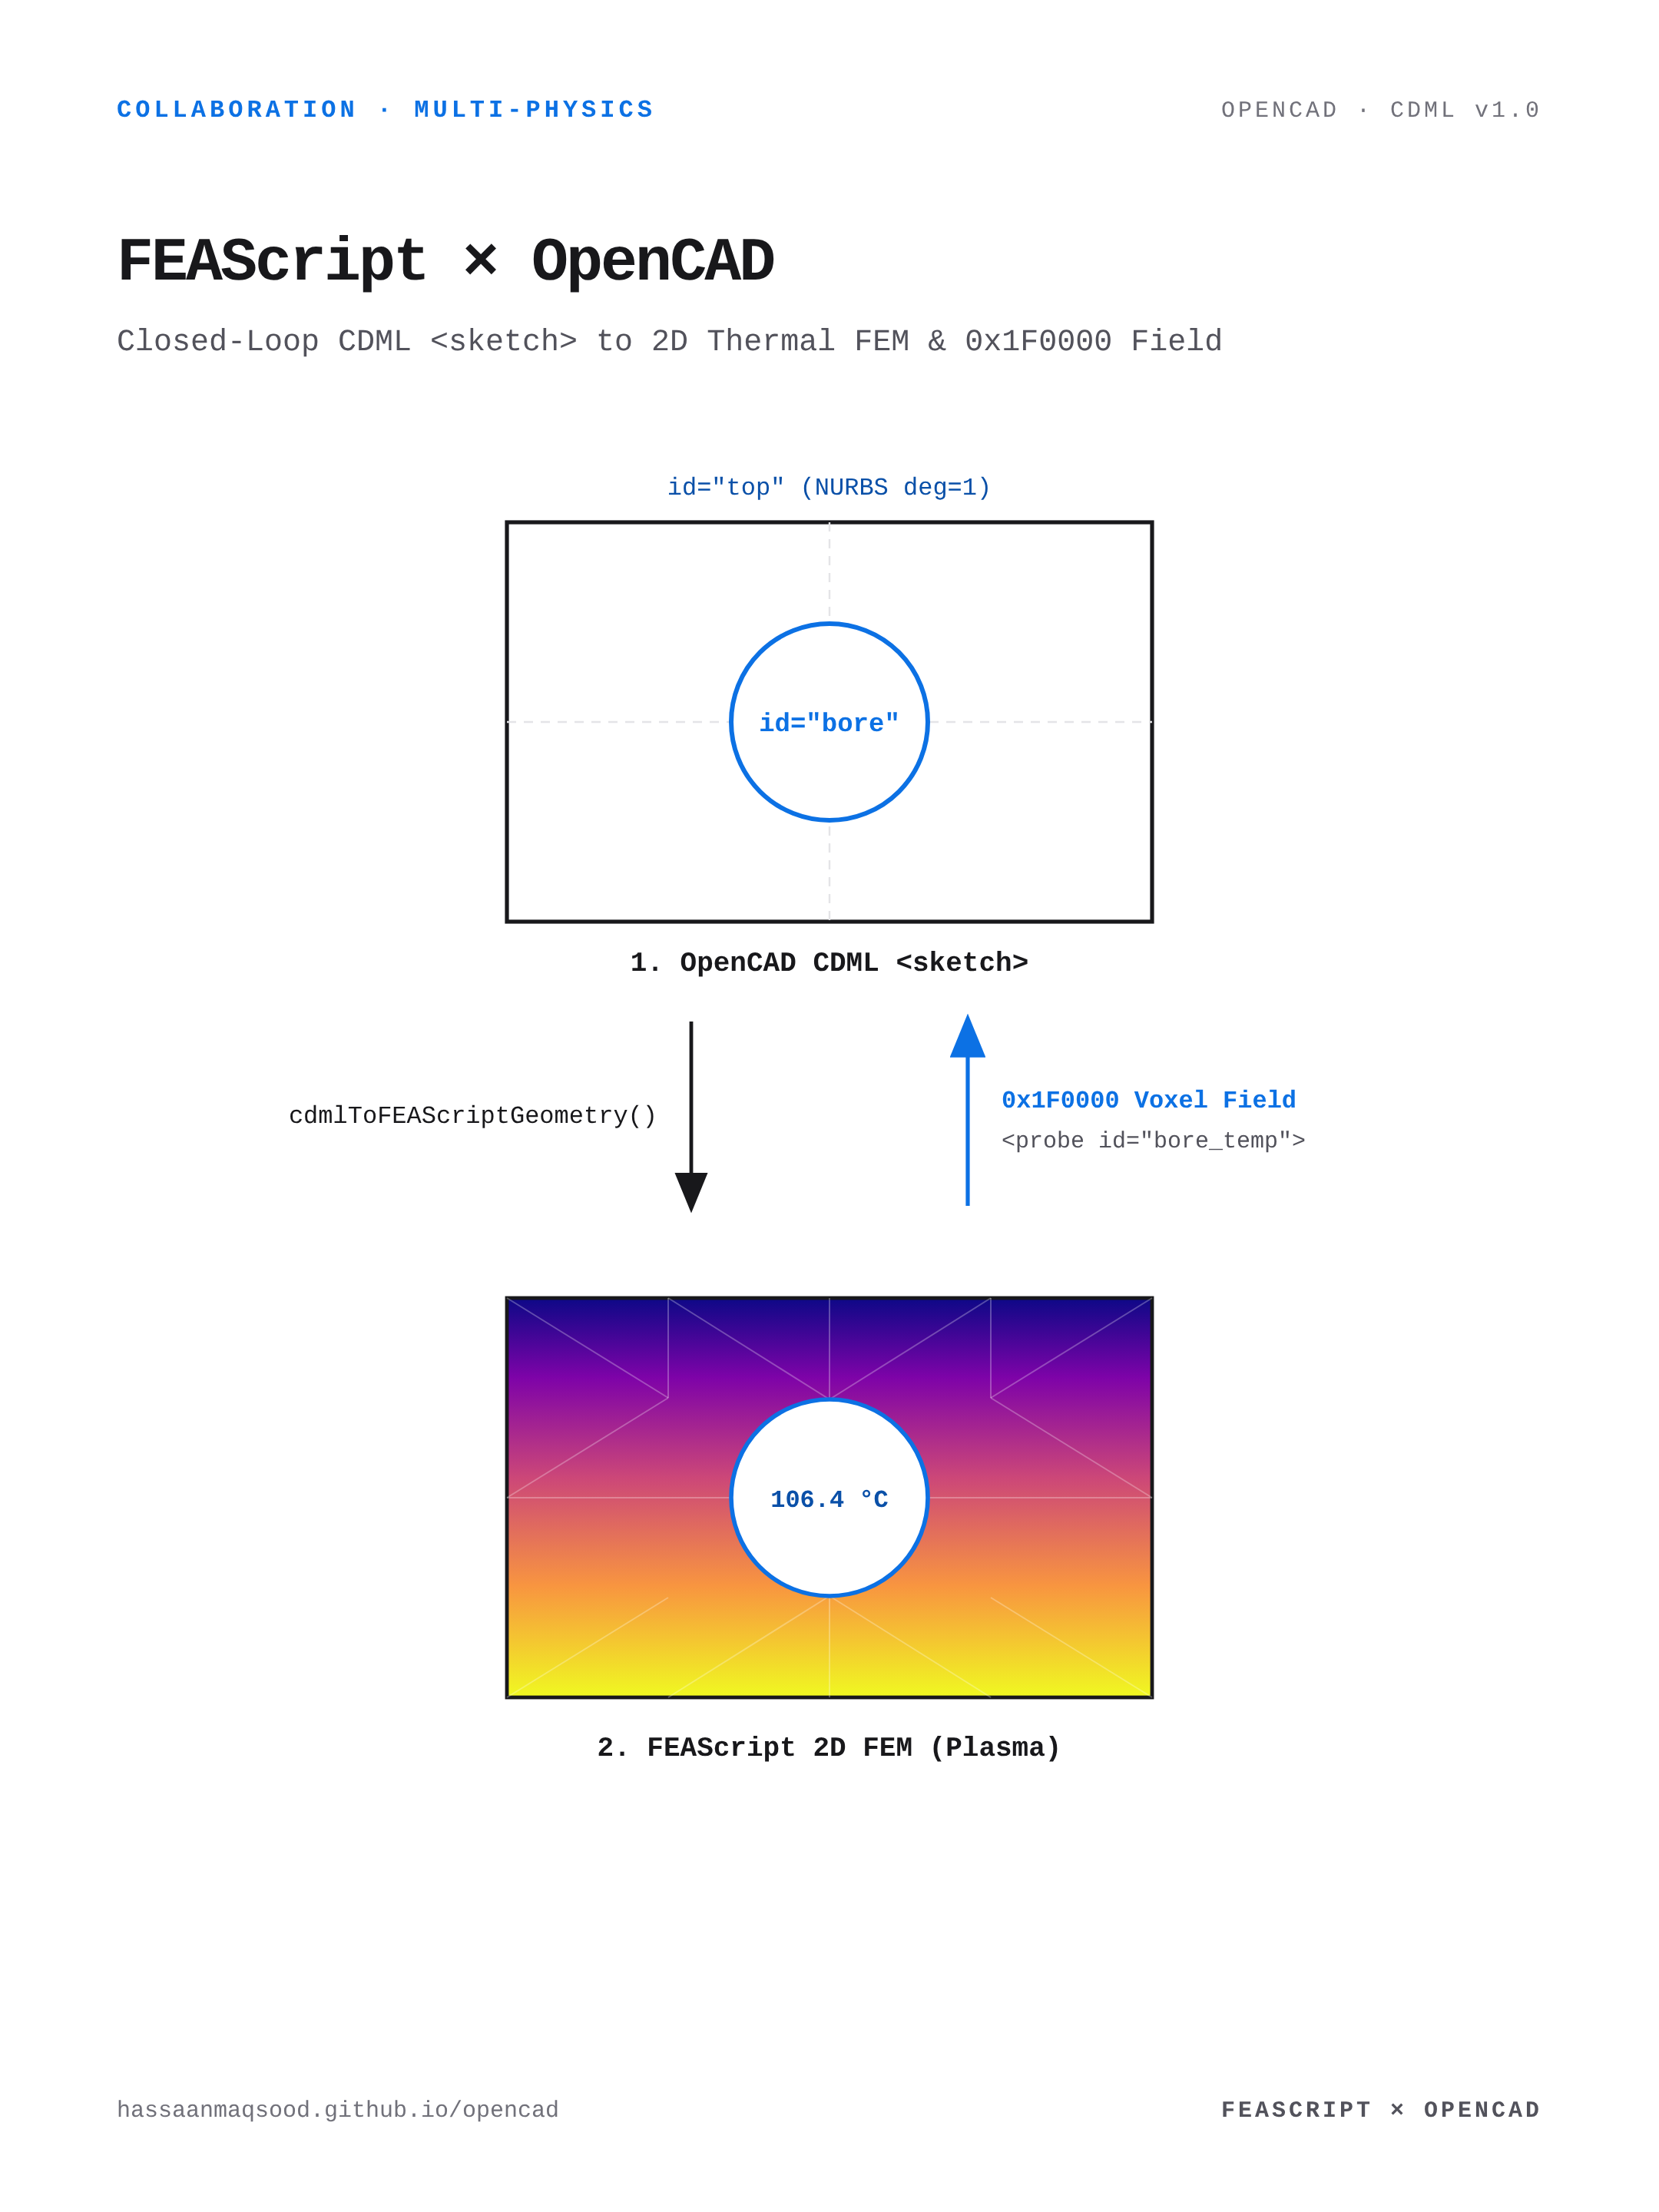 COLLABORATION · MULTI-PHYSICS
OPENCAD · CDML v1.0
FEAScript × OpenCAD
Closed-Loop CDML <sketch> to 2D Thermal FEM & 0x1F0000 Field
id="top" (NURBS deg=1)
id="bore"
1. OpenCAD CDML <sketch>
cdmlToFEAScriptGeometry()
0x1F0000 Voxel Field
<probe id="bore_temp">
106.4 °C
2. FEAScript 2D FEM (Plasma)
hassaanmaqsood.github.io/opencad
FEASCRIPT × OPENCAD